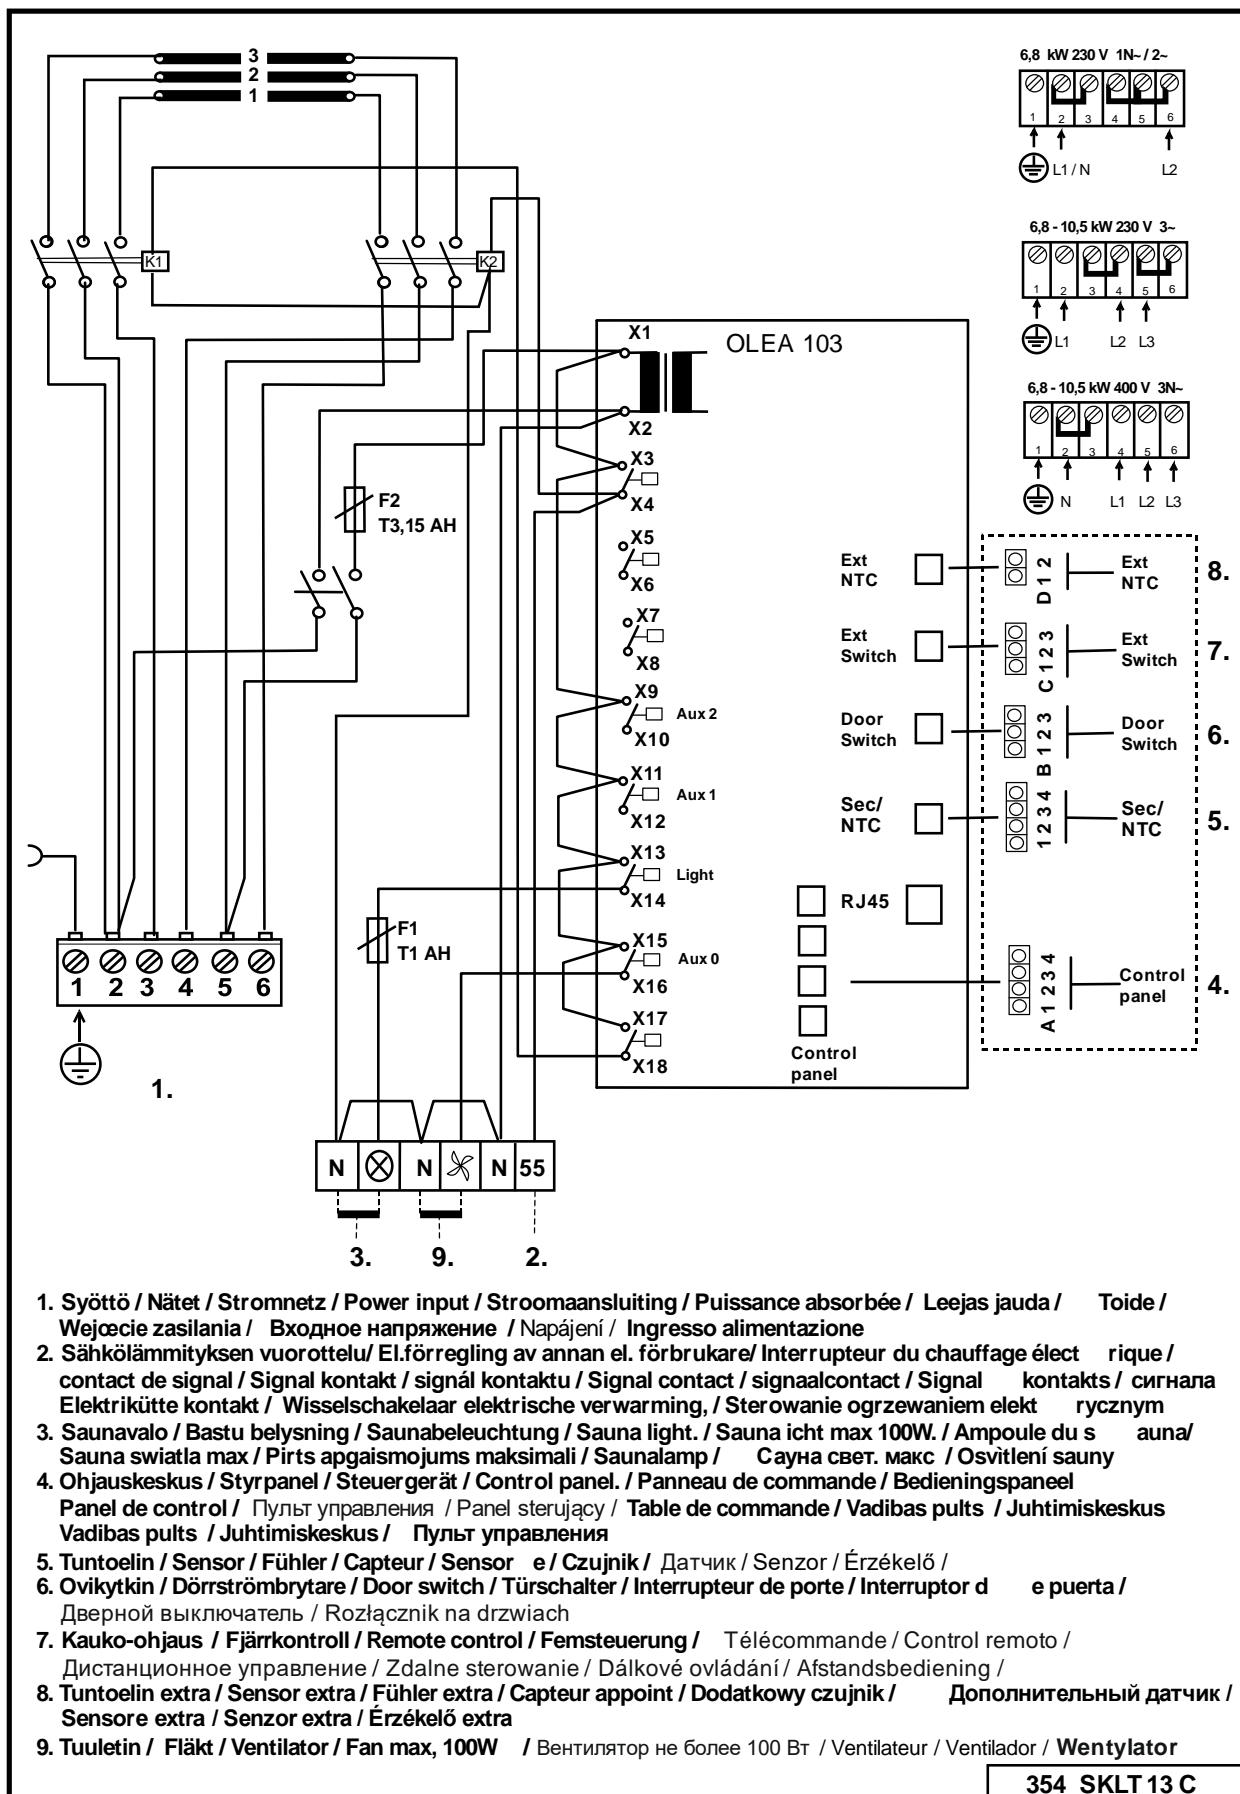 3
2
1
K1
K2
6,8 kW 230 V 1N~ / 2~
1 2 3 4 5 6
L1 / N L2
6,8 - 10,5 kW 230 V 3~
1 2 3 4 5 6
L1 L2 L3
6,8 - 10,5 kW 400 V 3N~
1 2 3 4 5 6
N L1 L2 L3
OLEA 103
X1
X2
X3
X4
X5
X6
X7
X8
X9
Aux 2
X10
X11
Aux 1
X12
X13
Light
X14
X15
Aux 0
X16
X17
X18
F2
T3,15 AH
F1
T1 AH
Ext
NTC
D 1 2
Ext
NTC
8.
Ext
Switch
C 1 2 3
Ext
Switch
7.
Door
Switch
B 1 2 3
Door
Switch
6.
Sec/
NTC
1 2 3 4
Sec/
NTC
5.
RJ45
A 1 2 3 4
Control
panel
4.
Control
panel
1 2 3 4 5 6
1.
N N N 55
3. 9. 2.
1. Syöttö / Nätet / Stromnetz / Power input / Stroomaansluiting / Puissance absorbée / Leejas jauda / Toide /
Wejœcie zasilania / Входное напряжение / Napájení / Ingresso alimentazione
2. Sähkölämmityksen vuorottelu/ El.förregling av annan el. förbrukare/ Interrupteur du chauffage élect rique /
contact de signal / Signal kontakt / signál kontaktu / Signal contact / signaalcontact / Signal kontakts / сигнала
Elektrikütte kontakt / Wisselschakelaar elektrische verwarming, / Sterowanie ogrzewaniem elekt rycznym
3. Saunavalo / Bastu belysning / Saunabeleuchtung / Sauna light. / Sauna icht max 100W. / Ampoule du s auna/
Sauna swiatla max / Pirts apgaismojums maksimali / Saunalamp / Сауна свет. макс / Osvìtlení sauny
4. Ohjauskeskus / Styrpanel / Steuergerät / Control panel. / Panneau de commande / Bedieningspaneel
Panel de control / Пульт управления / Panel sterujący / Table de commande / Vadibas pults / Juhtimiskeskus
Vadibas pults / Juhtimiskeskus / Пульт управления
5. Tuntoelin / Sensor / Fühler / Capteur / Sensor e / Czujnik / Датчик / Senzor / Érzékelő /
6. Ovikytkin / Dörrströmbrytare / Door switch / Türschalter / Interrupteur de porte / Interruptor d e puerta /
Дверной выключатель / Rozłącznik na drzwiach
7. Kauko-ohjaus / Fjärrkontroll / Remote control / Femsteuerung / Télécommande / Control remoto /
Дистанционное управление / Zdalne sterowanie / Dálkové ovládání / Afstandsbediening /
8. Tuntoelin extra / Sensor extra / Fühler extra / Capteur appoint / Dodatkowy czujnik / Дополнительный датчик /
Sensore extra / Senzor extra / Érzékelő extra
9. Tuuletin / Fläkt / Ventilator / Fan max, 100W / Вентилятор не более 100 Вт / Ventilateur / Ventilador / Wentylator
354 SKLT 13 C